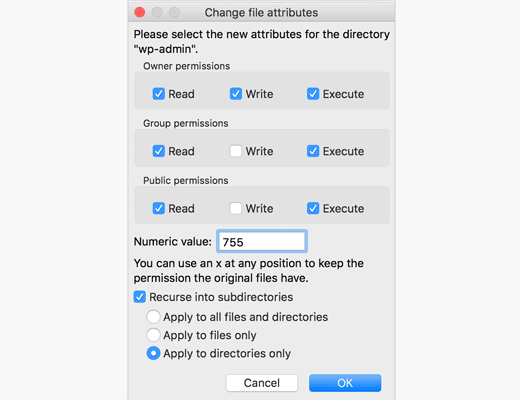 Change file attributes
Please select the new attributes for the directory
"wp-admin".
Owner permissions
Read Write Execute
Group permissions
Read Write Execute
Public permissions
Read Write Execute
Numeric value: 755
You can use an x at any position to keep the
permission the original files have.
Recurse into subdirectories
Apply to all files and directories
Apply to files only
Apply to directories only
Cancel OK